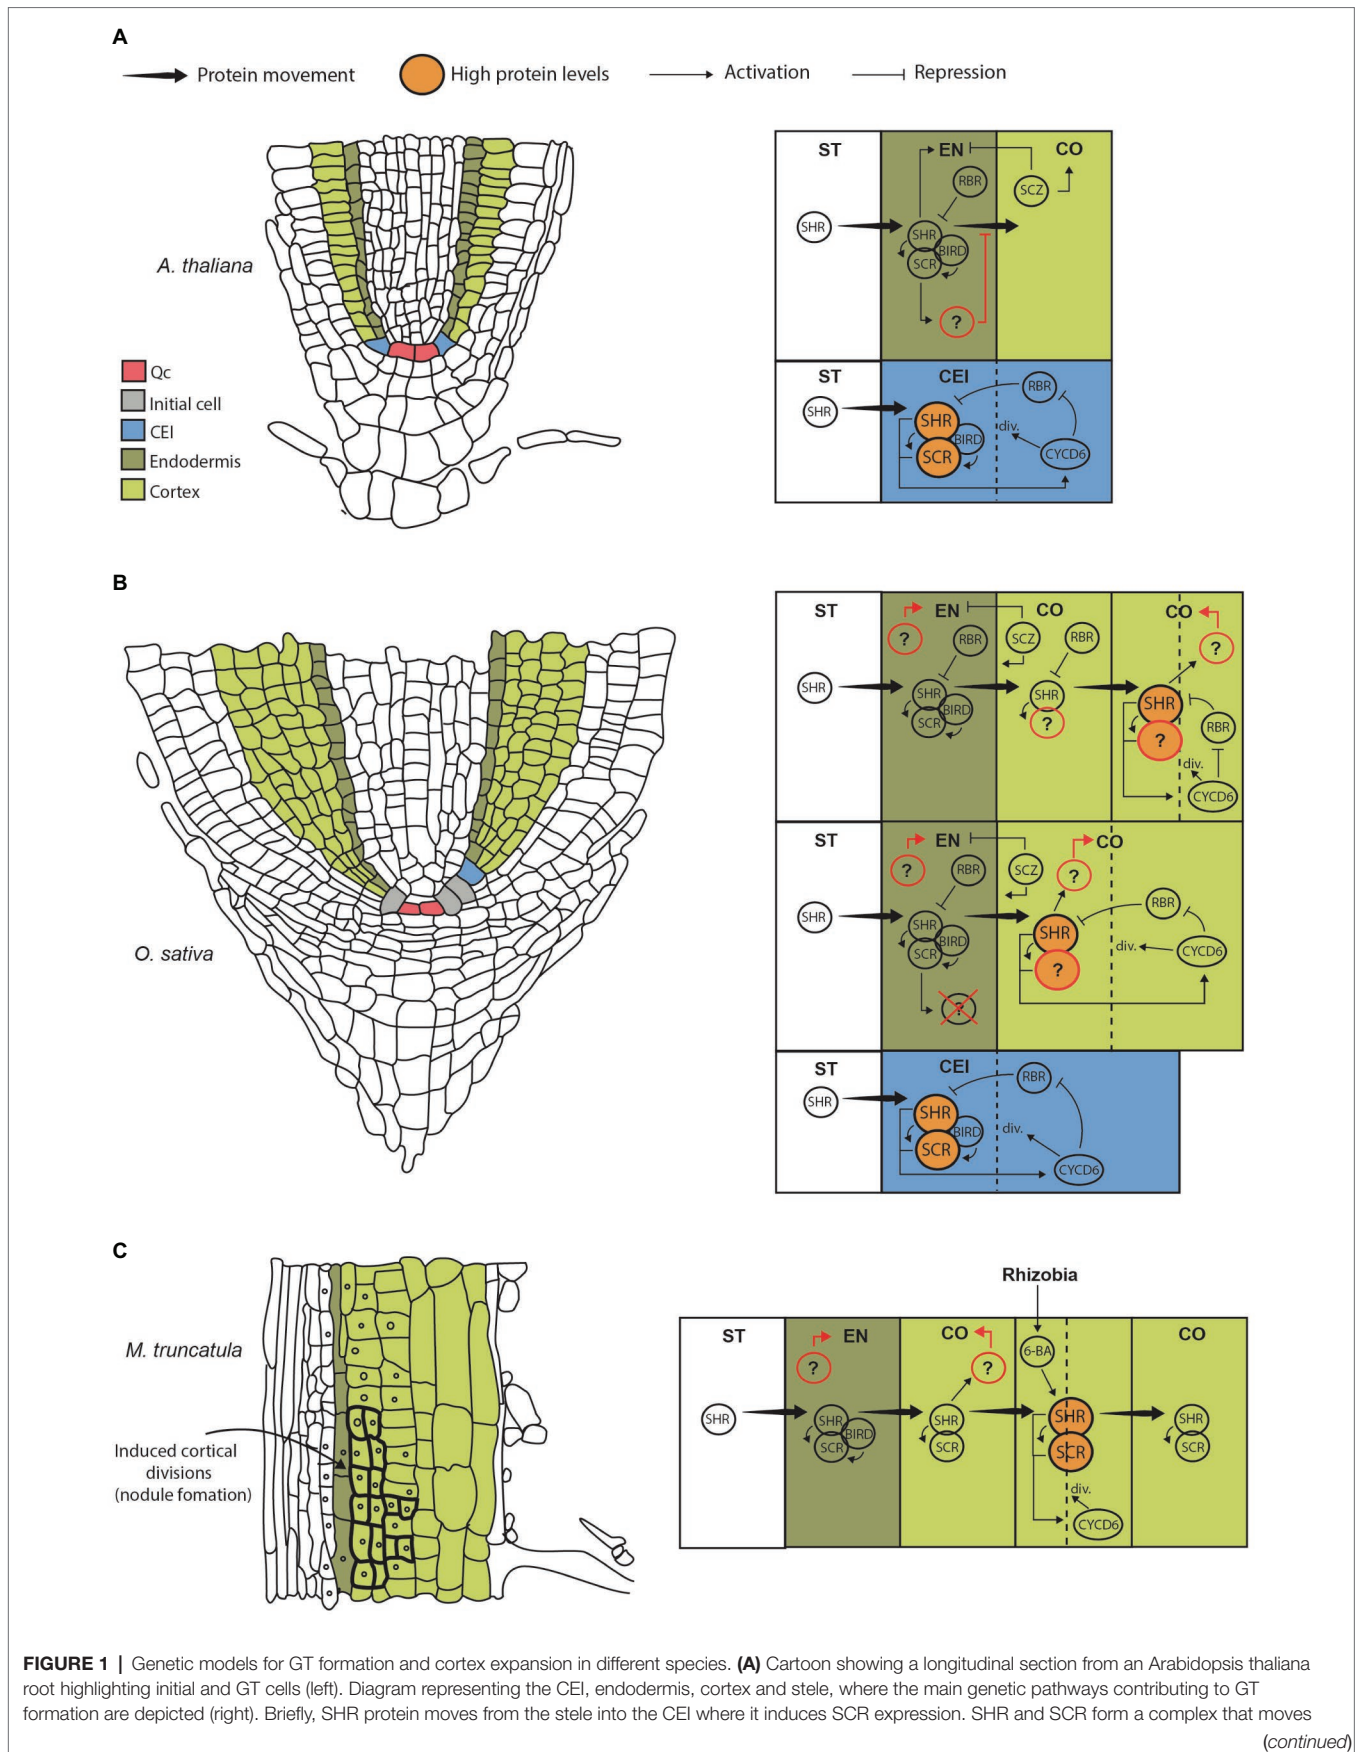 A
Protein movement
High protein levels
Activation
Repression
A. thaliana
Qc
Initial cell
CEI
Endodermis
Cortex
ST
EN
CO
RBR
SCZ
SHR
SHR
BIRD
SCR
?
ST
CEI
RBR
SHR
SHR
div.
BIRD
SCR
CYCD6
B
O. sativa
ST
EN
CO
CO
?
RBR
SCZ
RBR
?
SHR
SHR
SHR
SHR
BIRD
SCR
?
?
RBR
div.
CYCD6
ST
EN
CO
?
RBR
SCZ
?
RBR
SHR
SHR
SHR
BIRD
SCR
?
div.
CYCD6
?
ST
CEI
RBR
SHR
SHR
div.
BIRD
SCR
CYCD6
C
M. truncatula
Induced cortical
divisions
(nodule fomation)
Rhizobia
ST
EN
CO
CO
?
?
6-BA
SHR
SHR
SHR
SHR
SHR
BIRD
SCR
SCR
SCR
SCR
div.
CYCD6
FIGURE 1 | Genetic models for GT formation and cortex expansion in different species. (A) Cartoon showing a longitudinal section from an Arabidopsis thaliana
root highlighting initial and GT cells (left). Diagram representing the CEI, endodermis, cortex and stele, where the main genetic pathways contributing to GT
formation are depicted (right). Briefly, SHR protein moves from the stele into the CEI where it induces SCR expression. SHR and SCR form a complex that moves
(continued)